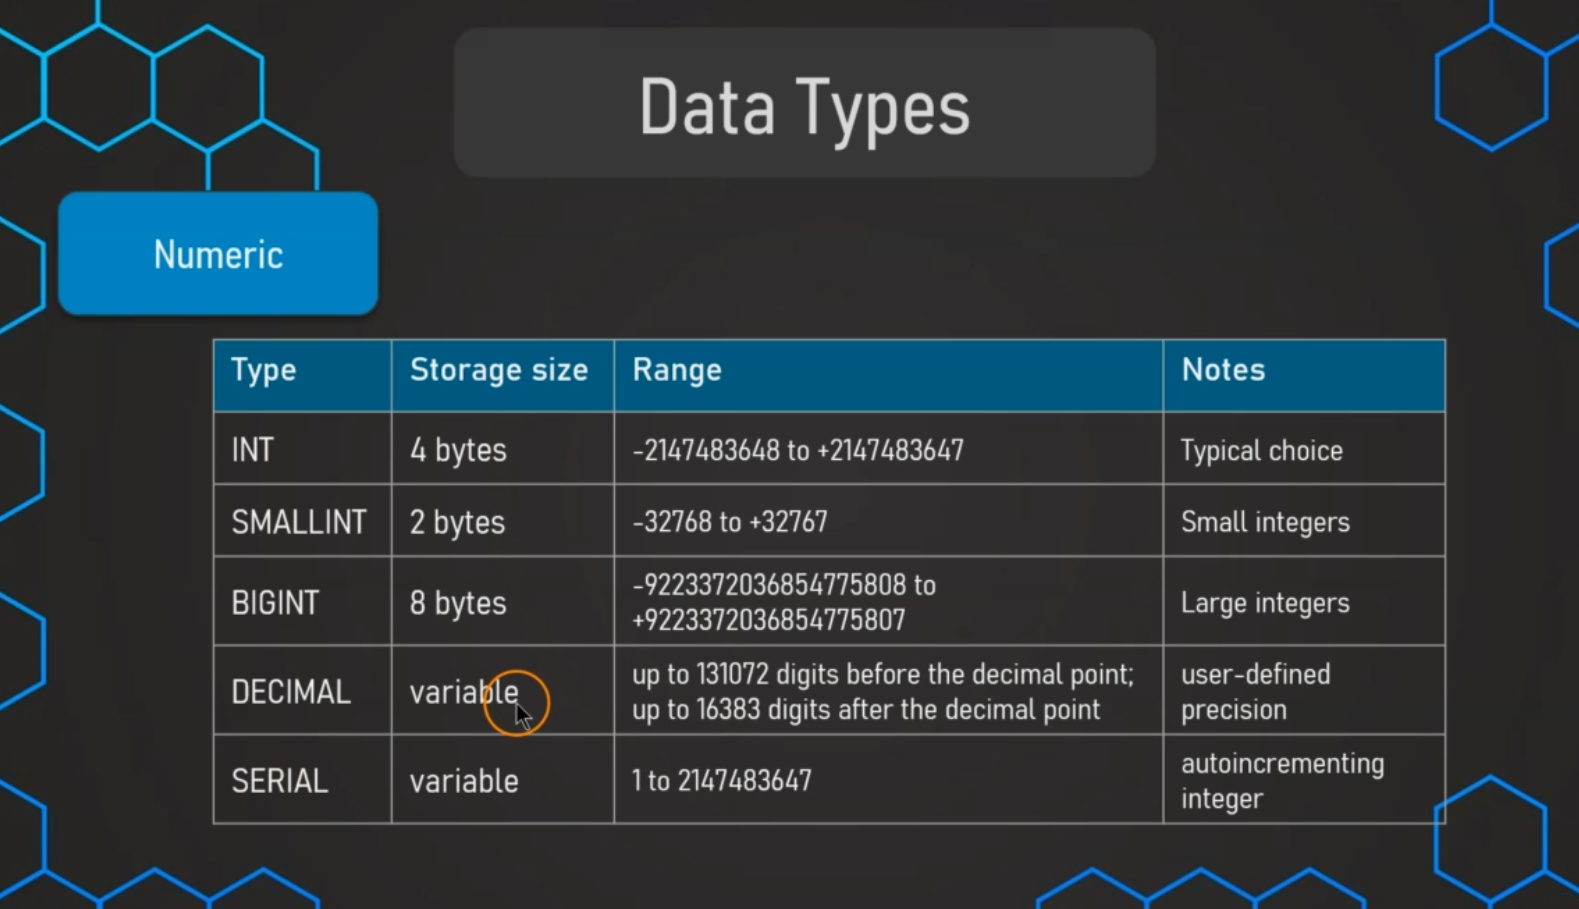 Data Types
Numeric
Type Storage size Range Notes
INT 4 bytes -2147483648 to +2147483647 Typical choice
SMALLINT 2 bytes -32768 to +32767 Small integers
BIGINT 8 bytes -9223372036854775808 to
+9223372036854775807 Large integers
DECIMAL variable up to 131072 digits before the decimal point;
up to 16383 digits after the decimal point
user-defined
precision
SERIAL variable 1 to 2147483647 autoincrementing
integer